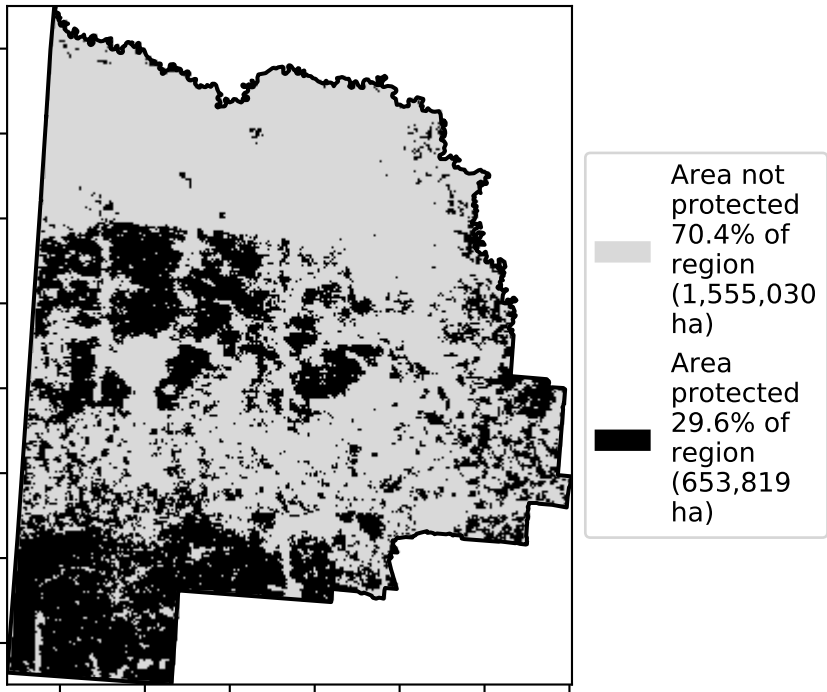 Area not
protected
70.4% of
region
(1,555,030
ha)
Area
protected
29.6% of
region
(653,819
ha)